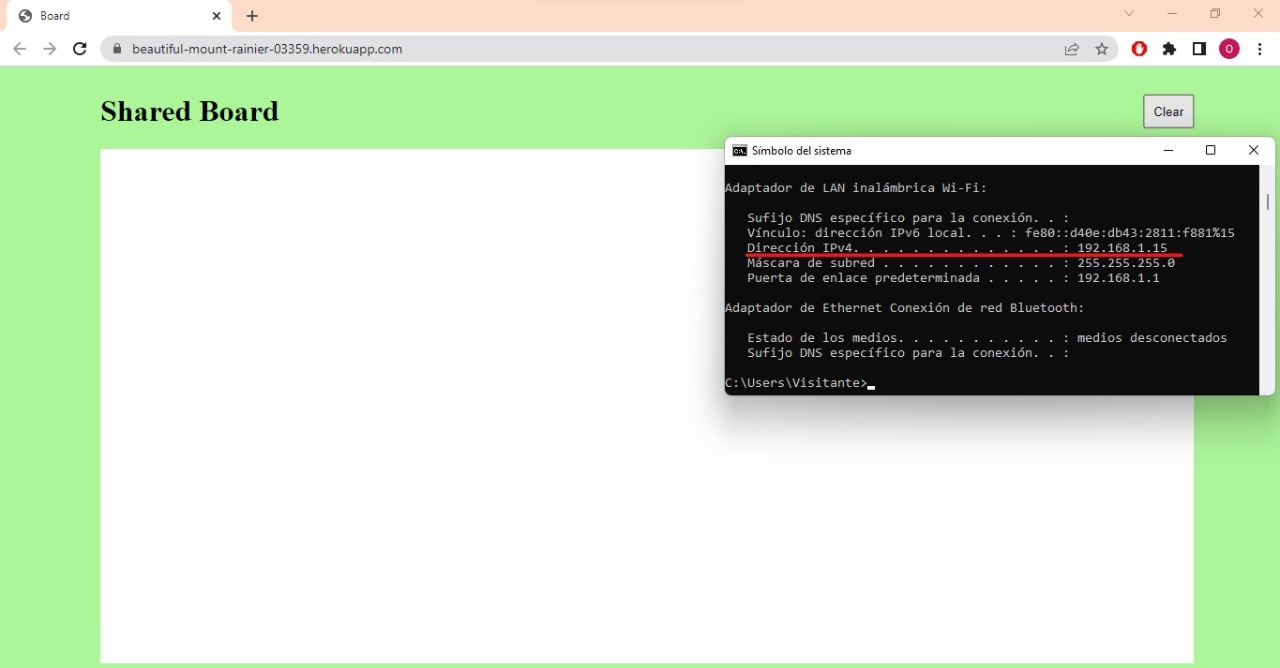 Board
beautiful-mount-rainier-03359.herokuapp.com
O
Shared Board
Clear
Símbolo del sistema
Adaptador de LAN inalámbrica Wi-Fi:
Sufijo DNS específico para la conexión. . :
Vínculo: dirección IPv6 local. . . : fe80::d40e:db43:2811:f881%15
Dirección IPv4. . . . . . . . . . . . . . : 192.168.1.15
Máscara de subred . . . . . . . . . . . . : 255.255.255.0
Puerta de enlace predeterminada . . . . . : 192.168.1.1
Adaptador de Ethernet Conexión de red Bluetooth:
Estado de los medios. . . . . . . . . . . : medios desconectados
Sufijo DNS específico para la conexión. . :
C:\Users\Visitante>